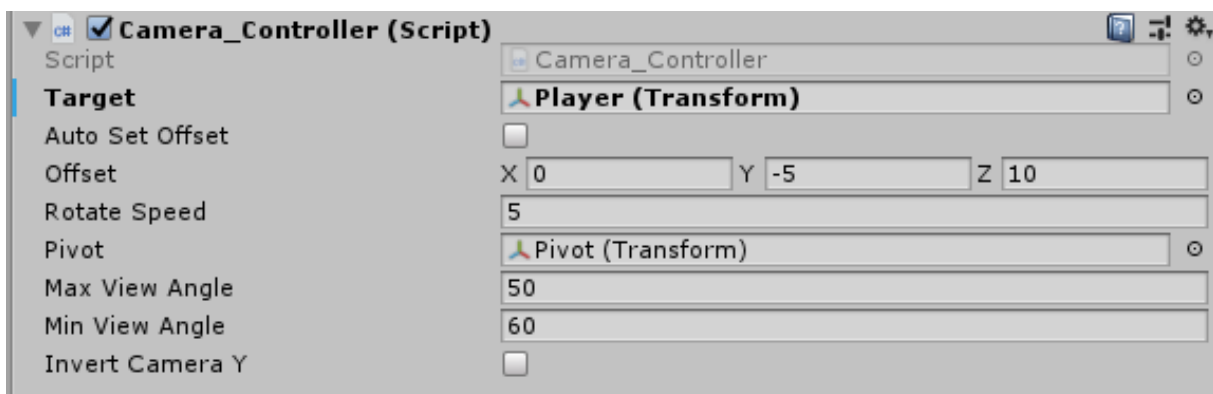 Camera_Controller (Script)
Script Camera_Controller
Target Player (Transform)
Auto Set Offset
Offset X 0 Y -5 Z 10
Rotate Speed 5
Pivot Pivot (Transform)
Max View Angle 50
Min View Angle 60
Invert Camera Y